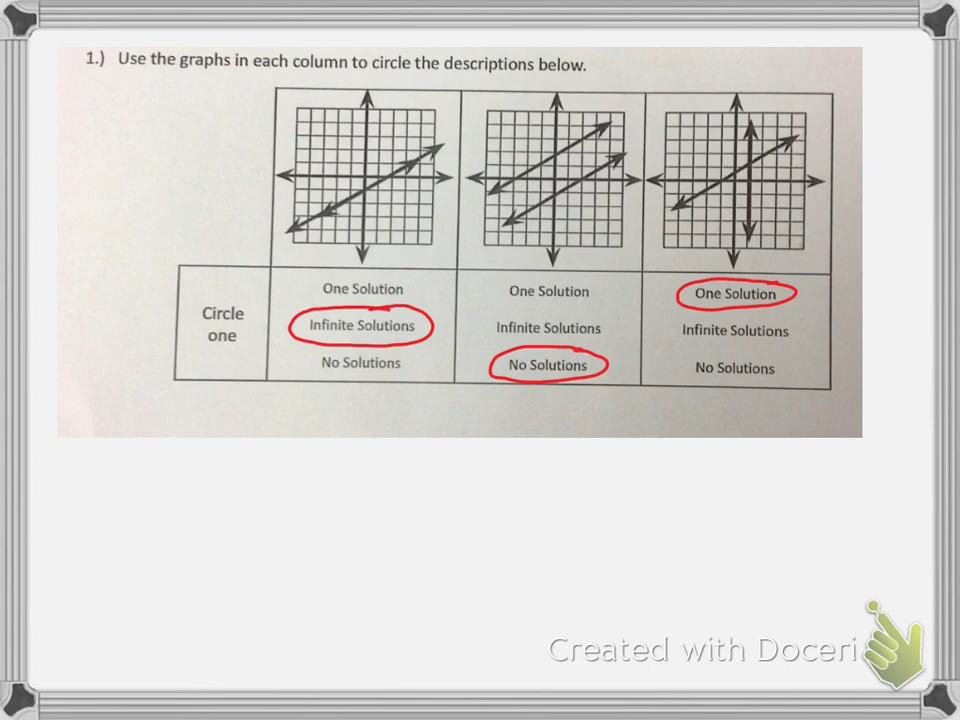 1.) Use the graphs in each column to circle the descriptions below.
Circle
one
One Solution
Infinite Solutions
No Solutions
One Solution
Infinite Solutions
No Solutions
One Solution
Infinite Solutions
No Solutions
Created with Doceri